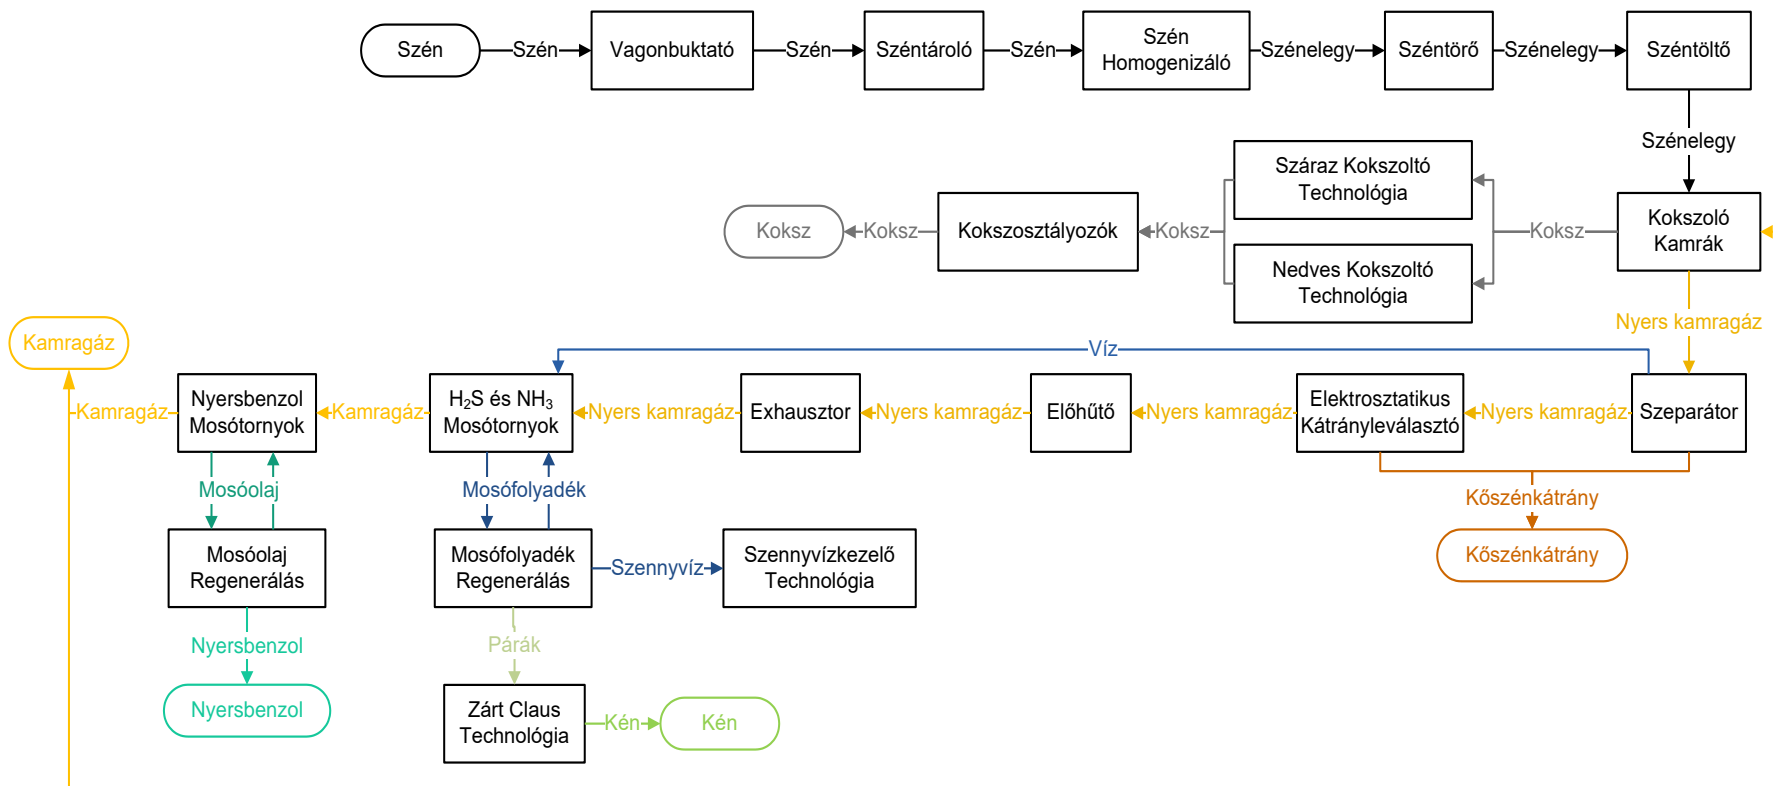 Szén
Szén
Vagonbuktató
Szén
Széntároló
Szén
Szén
Homogenizáló
Szénelegy
Széntörő
Szénelegy
Széntöltő
Szénelegy
Száraz Kokszoltó
Technológia
Koksz
Koksz
Kokszosztályozók
Koksz
Koksz
Kokszoló
Kamrák
Nedves Kokszoltó
Technológia
Nyers kamragáz
Kamragáz
Víz
Kamragáz
Nyersbenzol
Mosótornyok
Kamragáz
H₂S és NH₃
Mosótornyok
Nyers kamragáz
Exhausztor
Nyers kamragáz
Előhűtő
Nyers kamragáz
Elektrosztatikus
Kátrányleválasztó
Nyers kamragáz
Szeparátor
Mosóolaj
Mosófolyadék
Kőszénkátrány
Mosóolaj
Regenerálás
Mosófolyadék
Regenerálás
Szennyvíz
Szennyvízkezelő
Technológia
Kőszénkátrány
Nyersbenzol
Párák
Nyersbenzol
Zárt Claus
Technológia
Kén
Kén